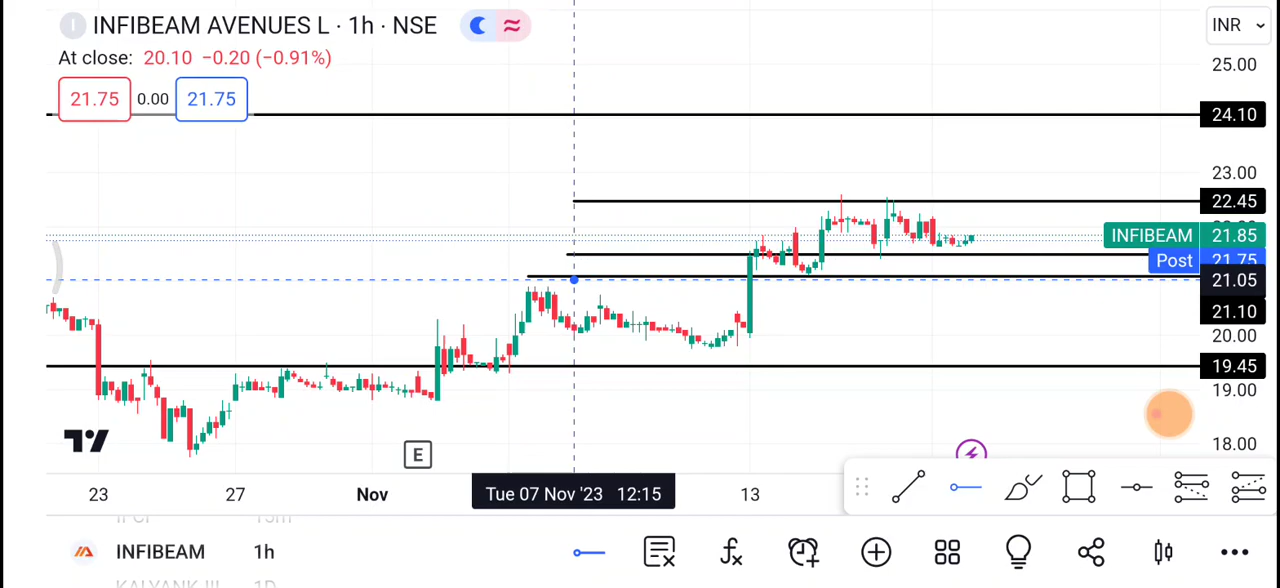 INFIBEAM AVENUES L · 1h · NSE
INR
At close: 20.10 −0.20 (−0.91%)
21.75 0.00 21.75
25.00
24.10
23.00
22.45
INFIBEAM 21.85
Post 21.75
21.05
21.10
20.00
19.45
19.00
18.00
E
23 27 Nov Tue 07 Nov '23 12:15 13
INFIBEAM 1h